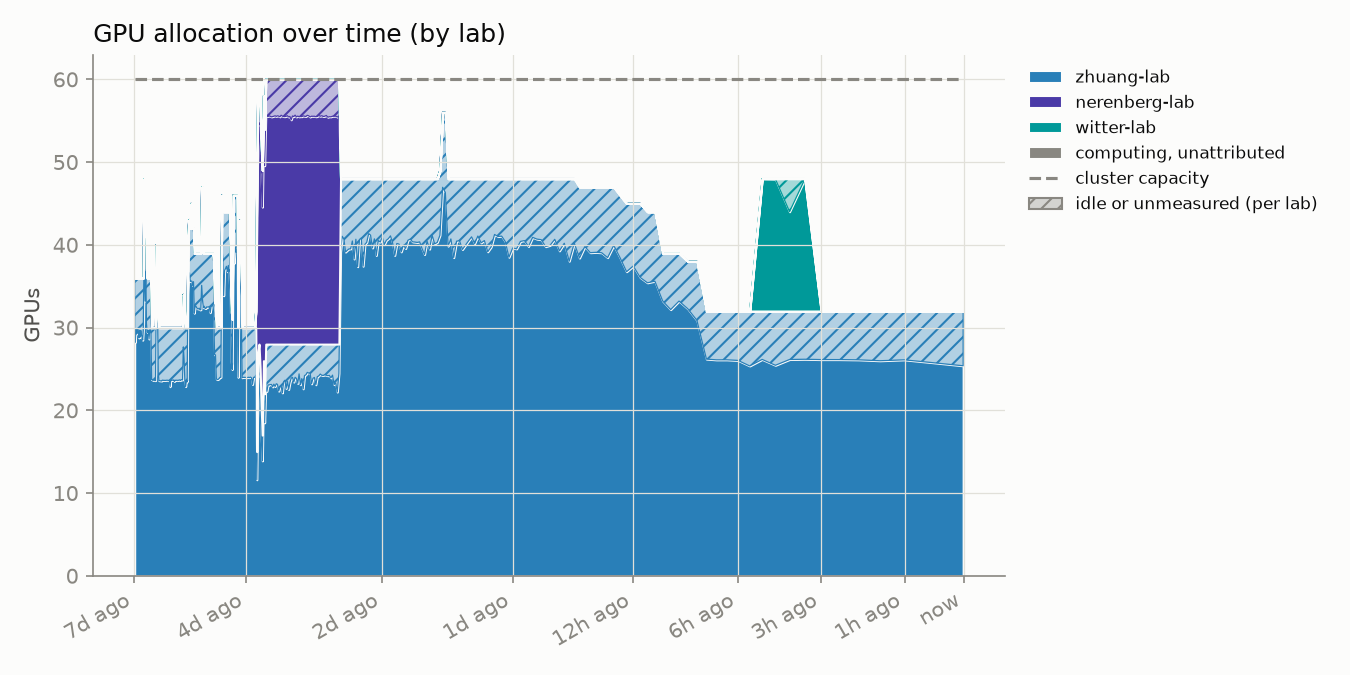 GPU allocation over time (by lab)
GPUs
60
50
40
30
20
10
0
7d ago
4d ago
2d ago
1d ago
12h ago
6h ago
3h ago
1h ago
now
zhuang-lab
nerenberg-lab
witter-lab
computing, unattributed
cluster capacity
idle or unmeasured (per lab)